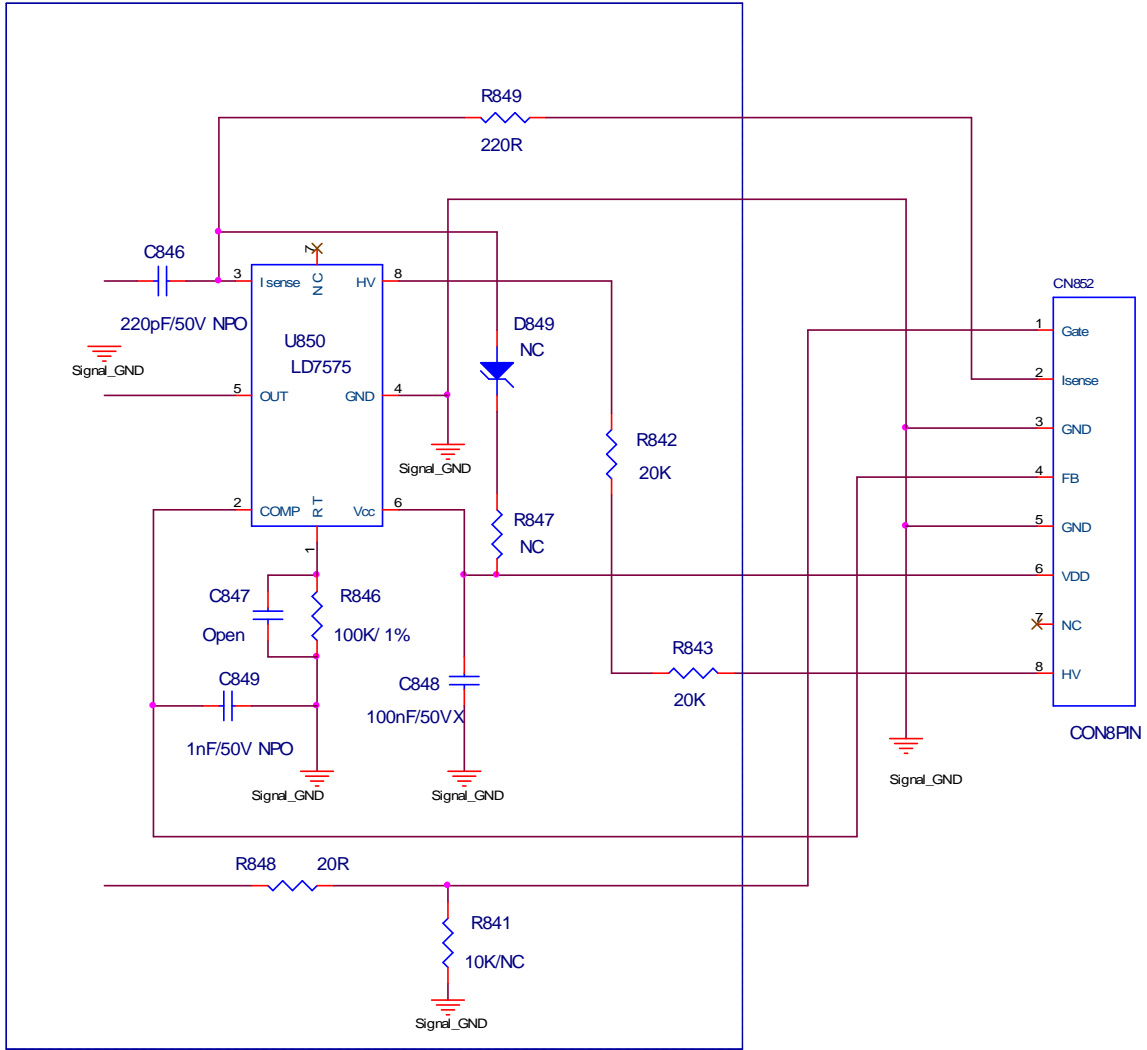 R849
220R
C846
220pF/50V NPO
Signal_GND
7
3
Isense
NC
HV
8
U850
LD7575
5
OUT
GND
4
Signal_GND
2
COMP
RT
Vcc
6
1
D849
NC
R842
20K
R847
NC
C847
Open
R846
100K/ 1%
C849
1nF/50V NPO
Signal_GND
C848
100nF/50VX
Signal_GND
R843
20K
CN852
1
Gate
2
Isense
3
GND
4
FB
5
GND
6
VDD
7
NC
8
HV
CON8PIN
Signal_GND
R848
20R
R841
10K/NC
Signal_GND